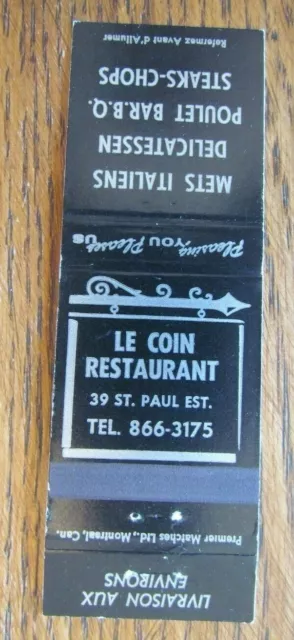 Refermez Avant d'Allumer
METS ITALIENS
DELICATESSEN
POULET BAR.B.Q.
STEAKS-CHOPS
Pleasing YOU Pleases US
LE COIN
RESTAURANT
39 ST. PAUL EST.
TEL. 866-3175
Premier Matches Ltd., Montreal, Can.
LIVRAISON AUX
ENVIRONS